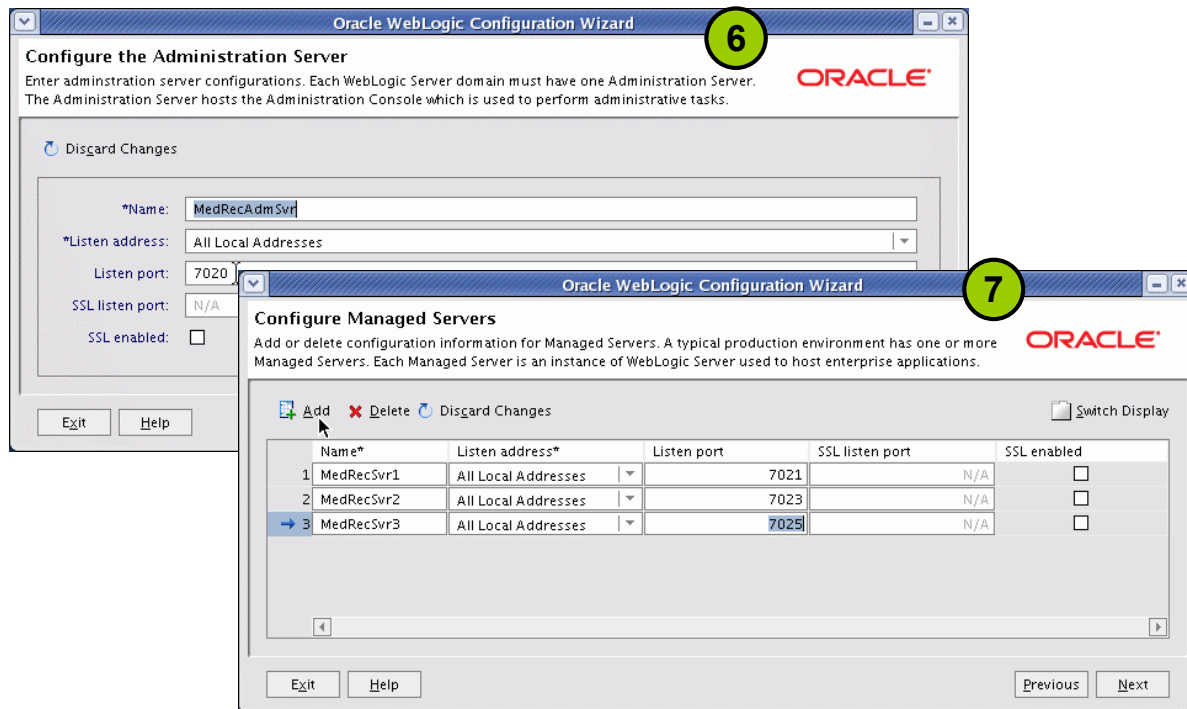 Oracle WebLogic Configuration Wizard
6
Configure the Administration Server
Enter adminstration server configurations. Each WebLogic Server domain must have one Administration Server.
The Administration Server hosts the Administration Console which is used to perform administrative tasks.
ORACLE
Discard Changes
*Name: MedRecAdmSvr
*Listen address: All Local Addresses
Listen port: 7020
SSL listen port: N/A
SSL enabled:
Exit Help
Oracle WebLogic Configuration Wizard
7
Configure Managed Servers
Add or delete configuration information for Managed Servers. A typical production environment has one or more
Managed Servers. Each Managed Server is an instance of WebLogic Server used to host enterprise applications.
ORACLE
Add Delete Discard Changes Switch Display
Name* Listen address* Listen port SSL listen port SSL enabled
1 MedRecSvr1 All Local Addresses 7021 N/A
2 MedRecSvr2 All Local Addresses 7023 N/A
3 MedRecSvr3 All Local Addresses 7025 N/A
Exit Help Previous Next